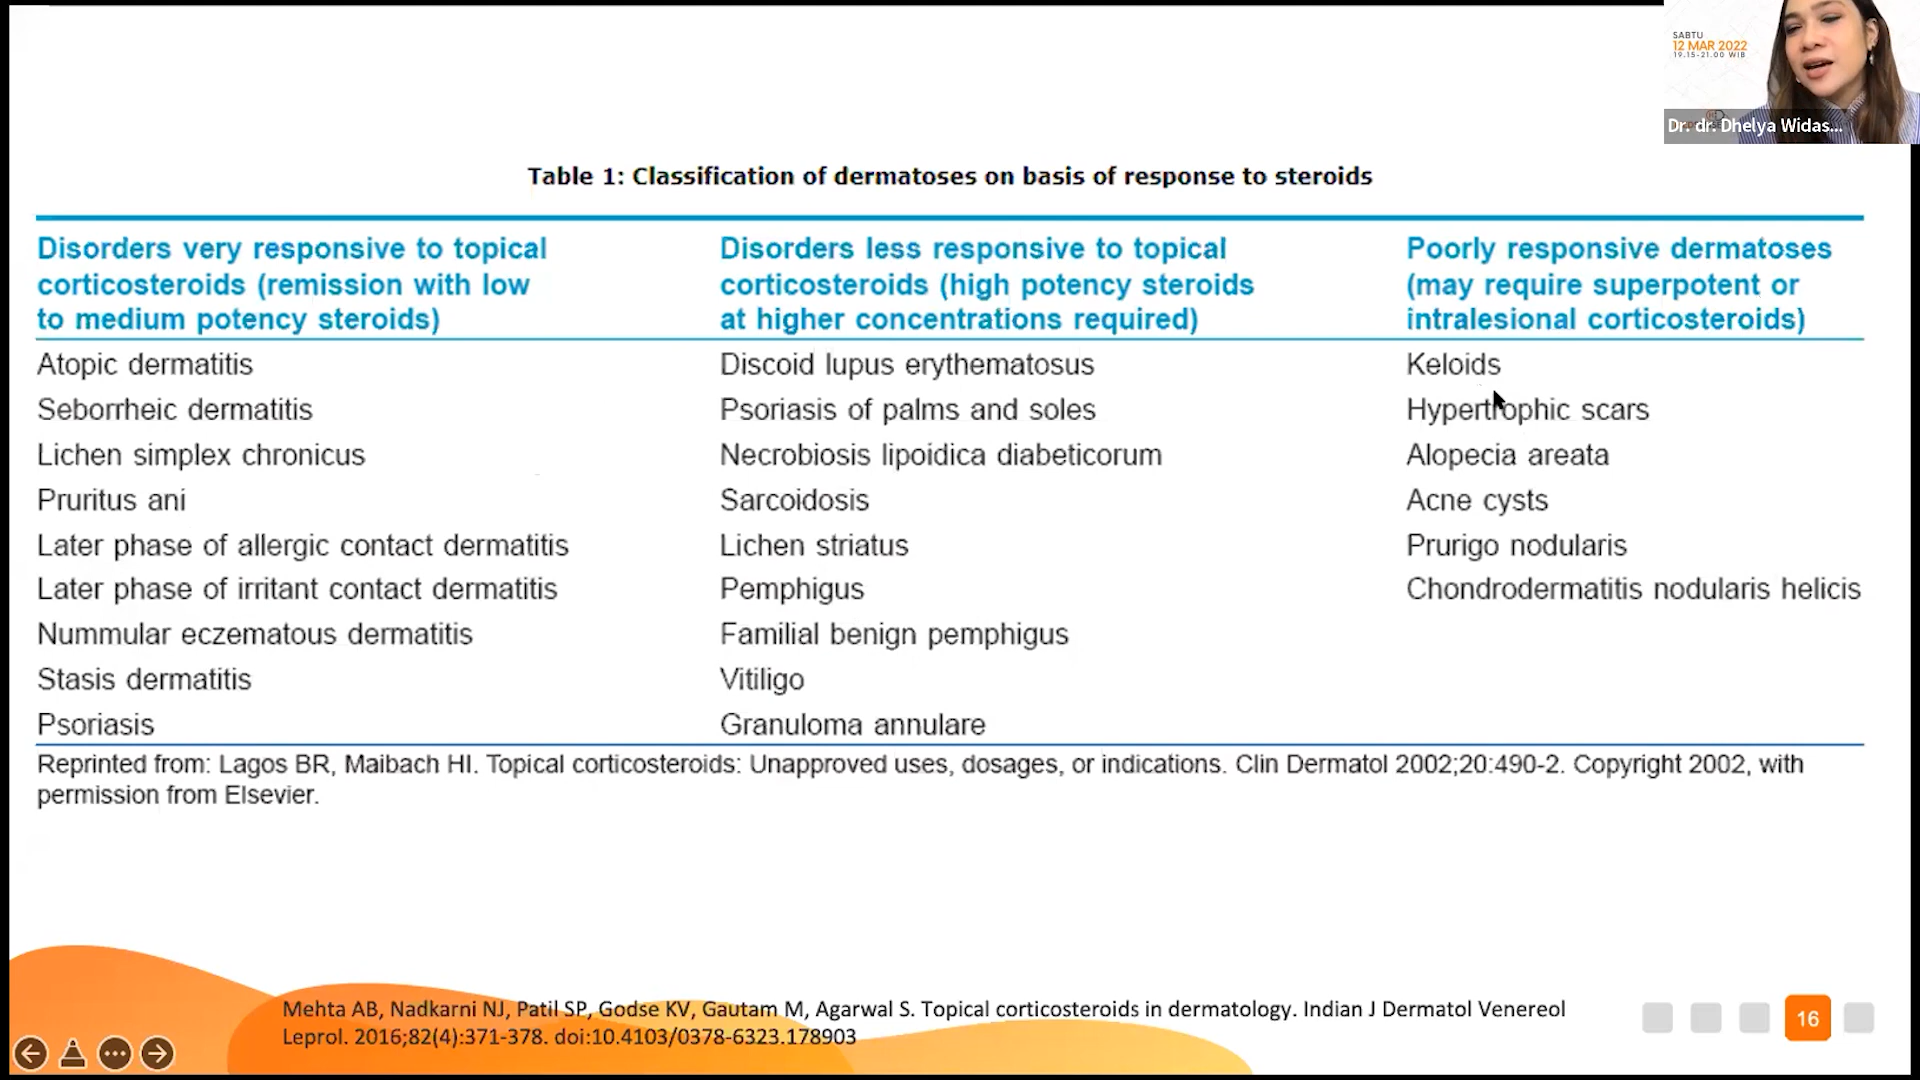 SABTU
12 MAR 2022
19.15-21.00 WIB
Dr. dr. Dhelya Widas...
Table 1: Classification of dermatoses on basis of response to steroids
Disorders very responsive to topical
corticosteroids (remission with low
to medium potency steroids)
Disorders less responsive to topical
corticosteroids (high potency steroids
at higher concentrations required)
Poorly responsive dermatoses
(may require superpotent or
intralesional corticosteroids)
Atopic dermatitis
Discoid lupus erythematosus
Keloids
Seborrheic dermatitis
Psoriasis of palms and soles
Hypertrophic scars
Lichen simplex chronicus
Necrobiosis lipoidica diabeticorum
Alopecia areata
Pruritus ani
Sarcoidosis
Acne cysts
Later phase of allergic contact dermatitis
Lichen striatus
Prurigo nodularis
Later phase of irritant contact dermatitis
Pemphigus
Chondrodermatitis nodularis helicis
Nummular eczematous dermatitis
Familial benign pemphigus
Stasis dermatitis
Vitiligo
Psoriasis
Granuloma annulare
Reprinted from: Lagos BR, Maibach HI. Topical corticosteroids: Unapproved uses, dosages, or indications. Clin Dermatol 2002;20:490-2. Copyright 2002, with
permission from Elsevier.
Mehta AB, Nadkarni NJ, Patil SP, Godse KV, Gautam M, Agarwal S. Topical corticosteroids in dermatology. Indian J Dermatol Venereol
Leprol. 2016;82(4):371-378. doi:10.4103/0378-6323.178903
16